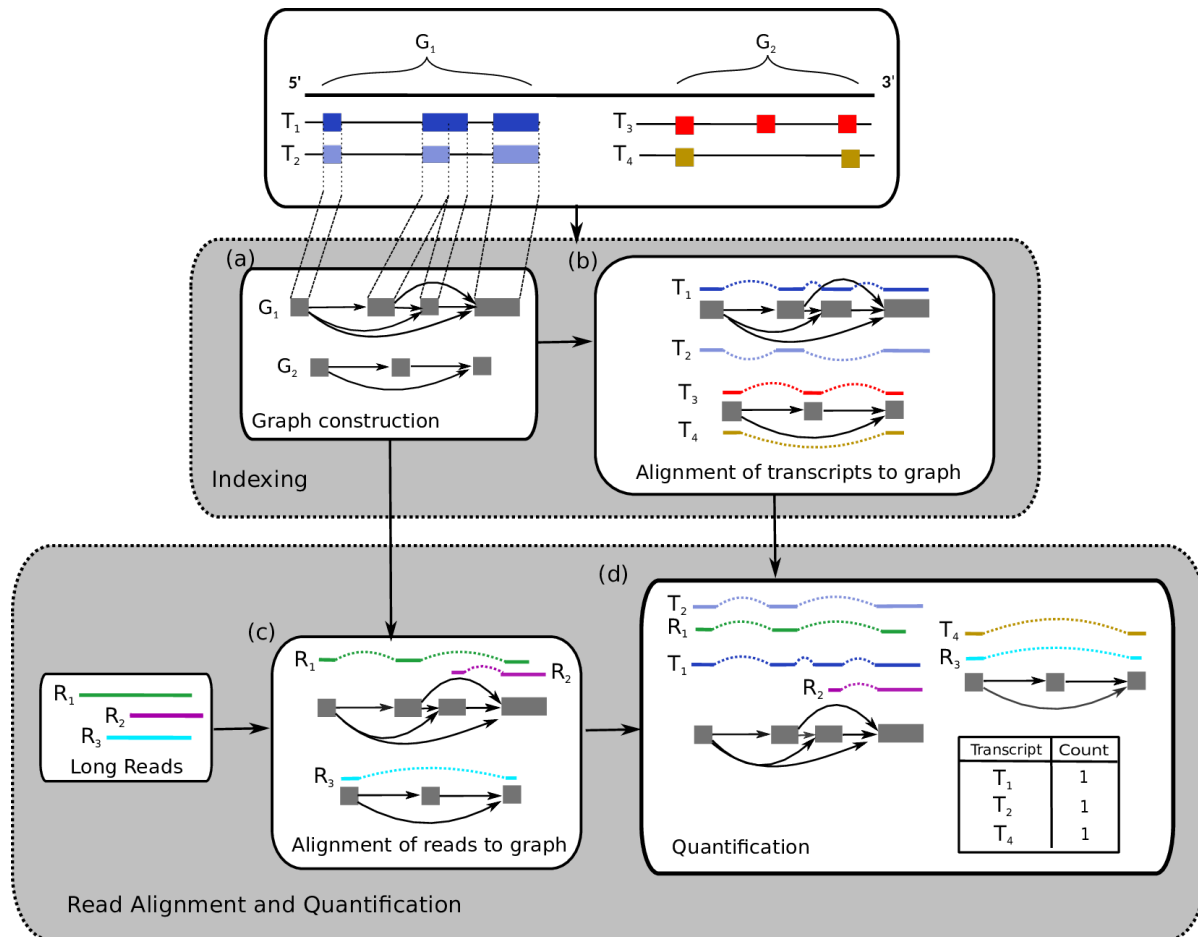 G₁ G₂
5' 3'
T₁ T₃
T₂ T₄
(a) (b)
T₁
G₁
T₂
G₂
T₃
T₄
Graph construction
Alignment of transcripts to graph
Indexing
(d)
(c)
T₂
R₁
T₁
R₂
T₄
R₃
R₁
R₂
R₁
R₂
R₃
Long Reads
R₃
Alignment of reads to graph
Transcript Count
T₁ 1
T₂ 1
T₄ 1
Quantification
Read Alignment and Quantification